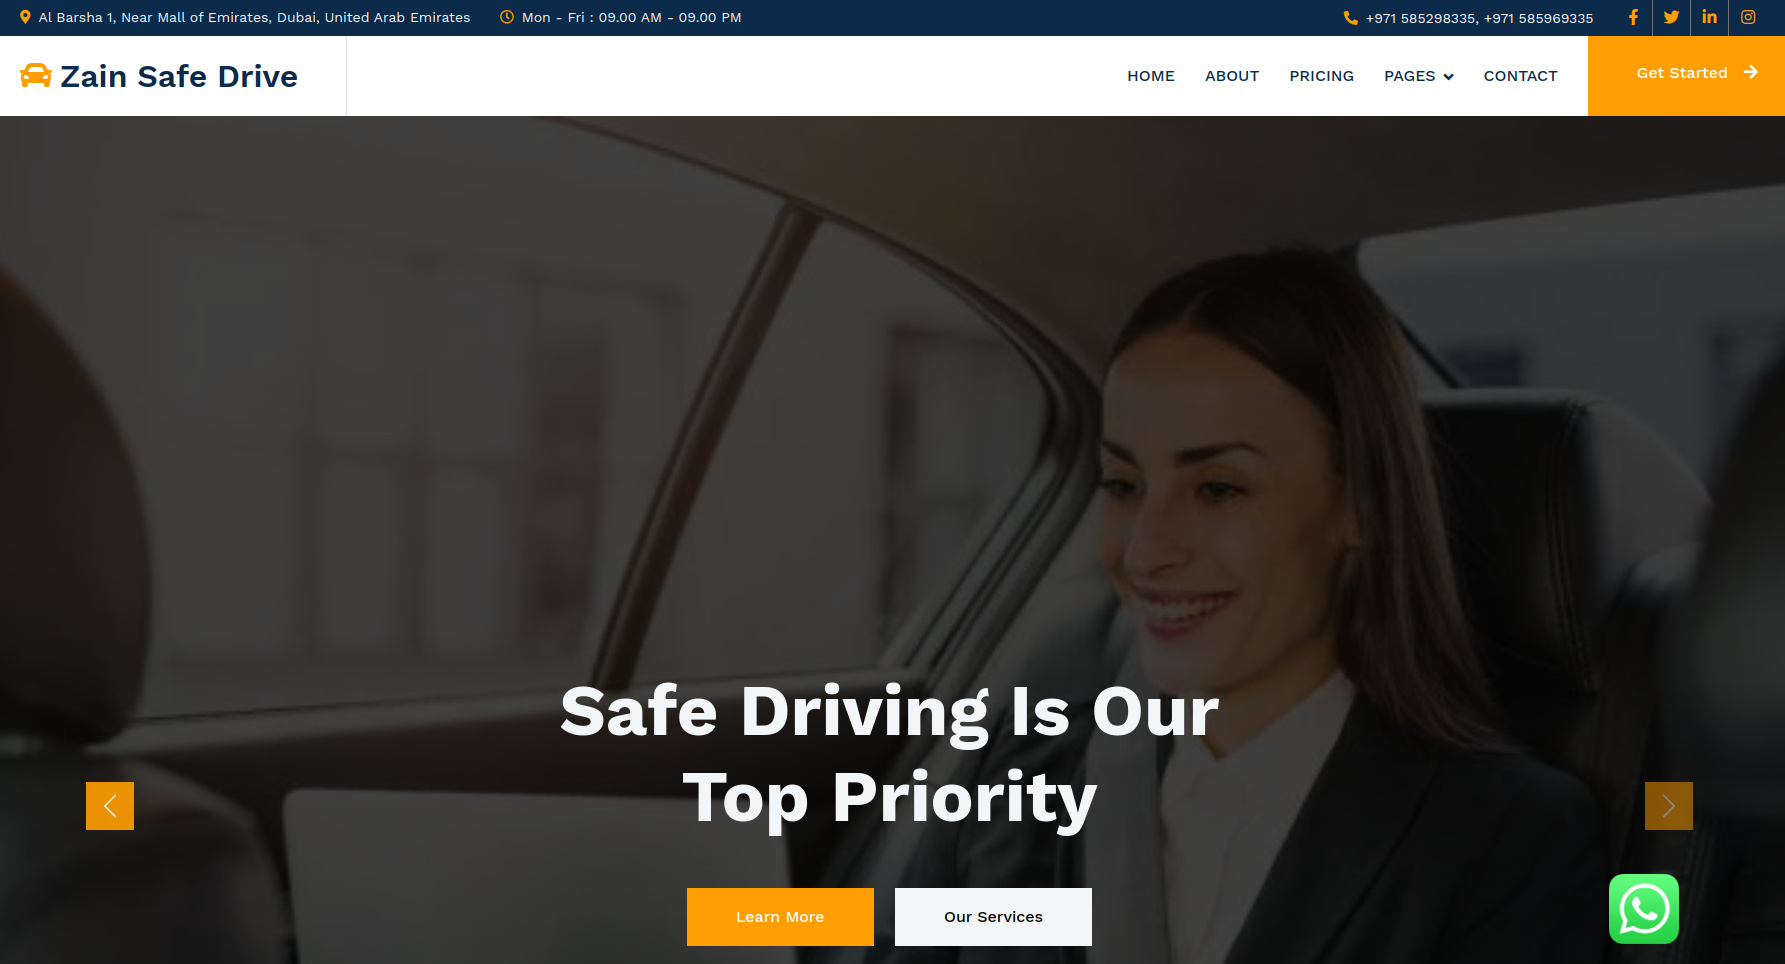 Al Barsha 1, Near Mall of Emirates, Dubai, United Arab Emirates
Mon - Fri : 09.00 AM - 09.00 PM
+971 585298335, +971 585969335
Zain Safe Drive
HOME
ABOUT
PRICING
PAGES
CONTACT
Get Started
Safe Driving Is Our
Top Priority
Learn More
Our Services